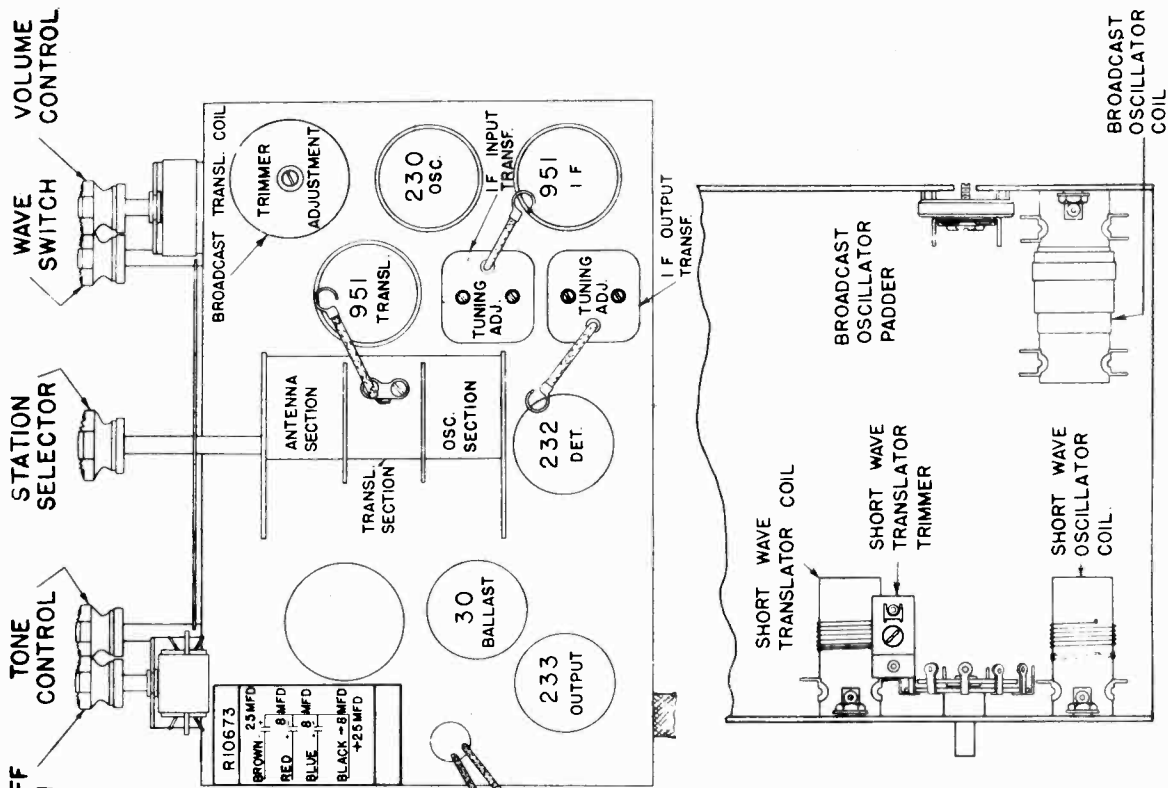 VOLUME
CONTROL
WAVE
SWITCH
STATION
SELECTOR
TONE
CONTROL
FF
BROADCAST TRANSL. COIL
TRIMMER
ADJUSTMENT
230
OSC.
I F INPUT
TRANSF.
951
I F
951
TRANSL.
TUNING
ADJ.
TUNING
ADJ.
I F OUTPUT
TRANSF.
ANTENNA
SECTION
TRANSL.
SECTION
OSC.
SECTION
232
DET.
30
BALLAST
233
OUTPUT
R10673
BROWN 25MFD
RED + 8MFD
BLUE + 8MFD
BLACK - 8MFD
+25MFD
BROADCAST
OSCILLATOR
COIL
BROADCAST
OSCILLATOR
PADDER
SHORT WAVE
TRANSLATOR COIL
SHORT WAVE
TRANSLATOR
TRIMMER
SHORT WAVE
OSCILLATOR
COIL.